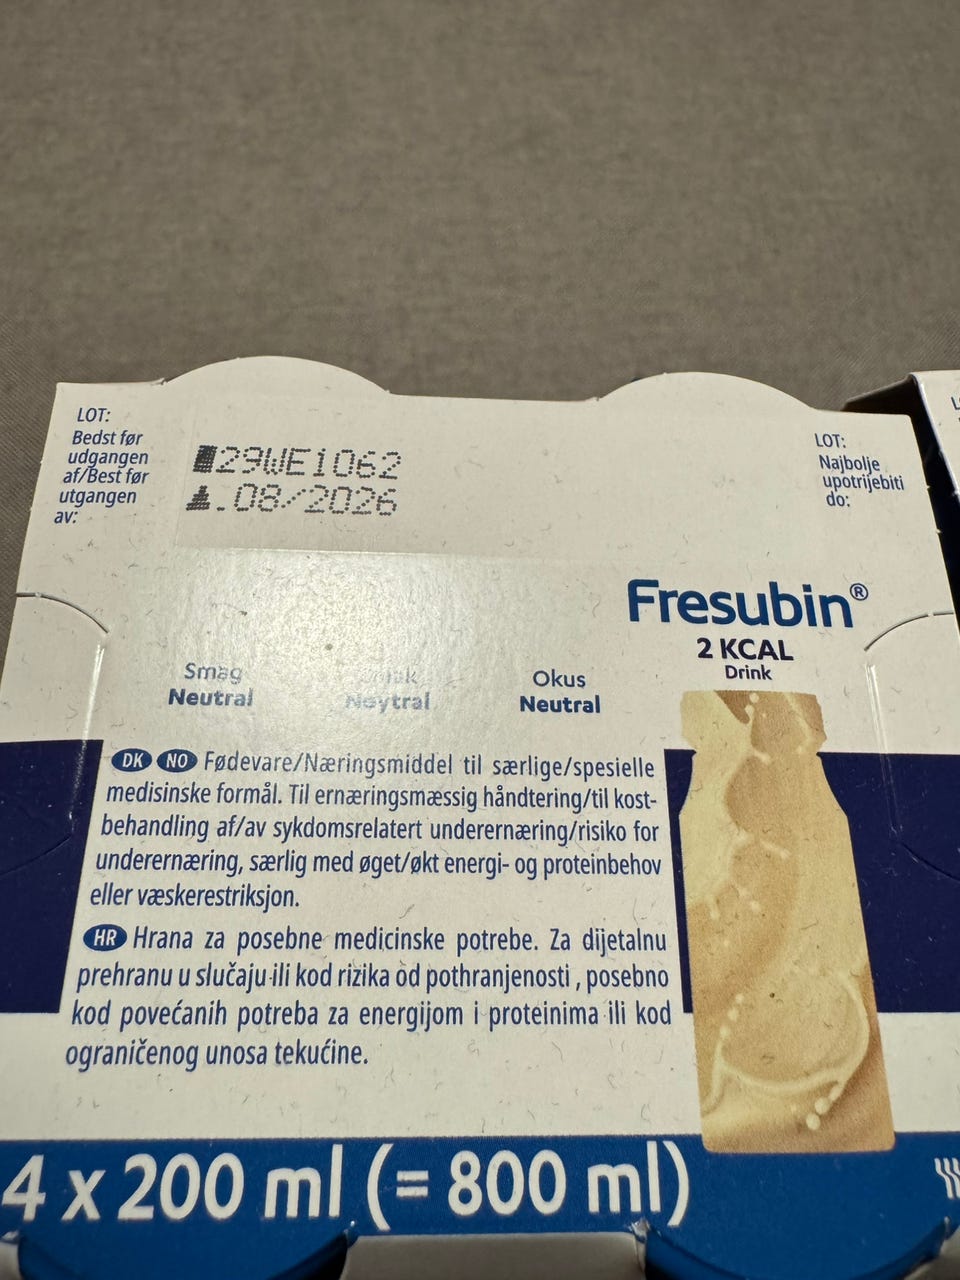 LOT:
Bedst før
udgangen
af/Best før
utgangen
av:
29WE1062
.08/2026
LOT:
Najbolje
upotrijebiti
do:
Fresubin®
2 KCAL
Drink
Smag
Neutral
Nøytral
Okus
Neutral
DK NO Fødevare/Næringsmiddel til særlige/spesielle
medisinske formål. Til ernæringsmæssig håndtering/til kost-
behandling af/av sykdomsrelatert underernæring/risiko for
underernæring, særlig med øget/økt energi- og proteinbehov
eller væskerestriksjon.
HR Hrana za posebne medicinske potrebe. Za dijetalnu
prehranu u slučaju ili kod rizika od pothranjenosti, posebno
kod povećanih potreba za energijom i proteinima ili kod
ograničenog unosa tekućine.
4 x 200 ml (= 800 ml)